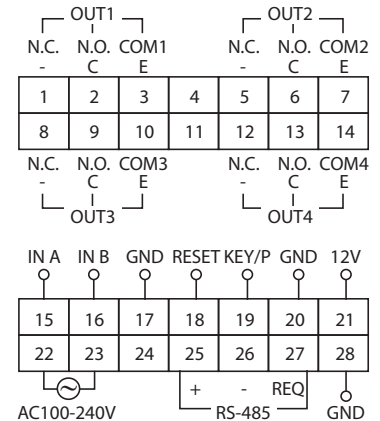 OUT1 OUT2
N.C. N.O. COM1 N.C. N.O. COM2
- C E - C E
1 2 3 4 5 6 7
8 9 10 11 12 13 14
N.C. N.O. COM3 N.C. N.O. COM4
- C E - C E
OUT3 OUT4
IN A IN B GND RESET KEY/P GND 12V
15 16 17 18 19 20 21
22 23 24 25 26 27 28
+ - REQ
AC100-240V RS-485 GND